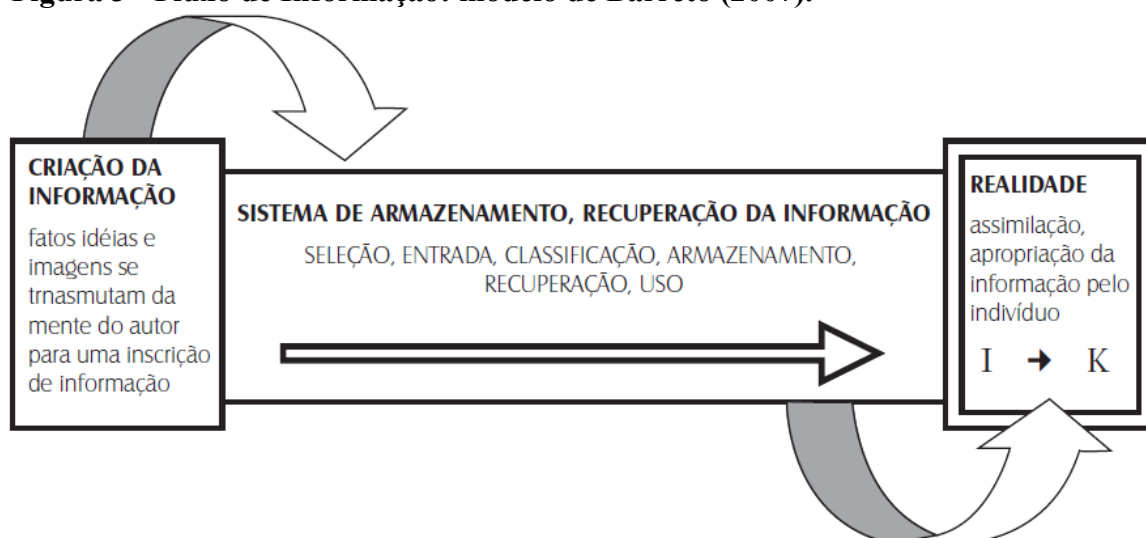 CRIAÇÃO DA
INFORMAÇÃO
fatos idéias e
imagens se
trnasmutam da
mente do autor
para uma inscrição
de informação
SISTEMA DE ARMAZENAMENTO, RECUPERAÇÃO DA INFORMAÇÃO
SELEÇÃO, ENTRADA, CLASSIFICAÇÃO, ARMAZENAMENTO,
RECUPERAÇÃO, USO
REALIDADE
assimilação,
apropriação da
informação pelo
indivíduo
I → K